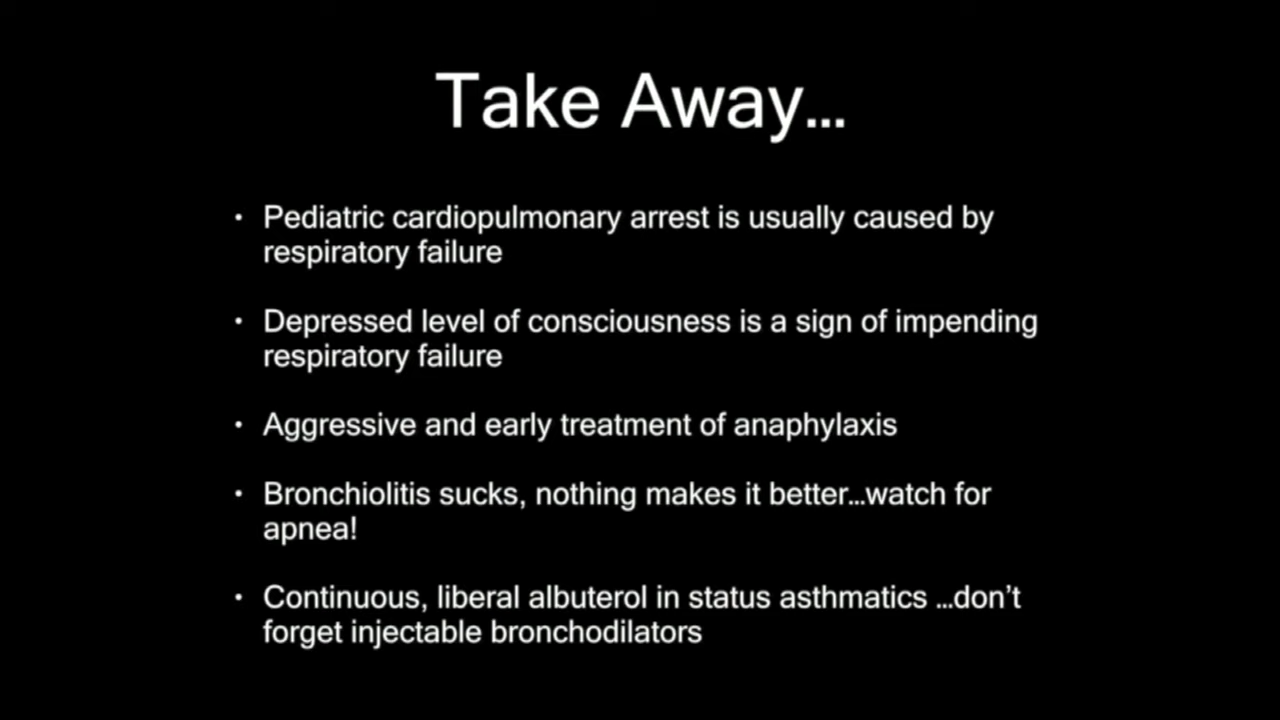 Take Away...
• Pediatric cardiopulmonary arrest is usually caused by
respiratory failure
• Depressed level of consciousness is a sign of impending
respiratory failure
• Aggressive and early treatment of anaphylaxis
• Bronchiolitis sucks, nothing makes it better...watch for
apnea!
• Continuous, liberal albuterol in status asthmatics ...don’t
forget injectable bronchodilators